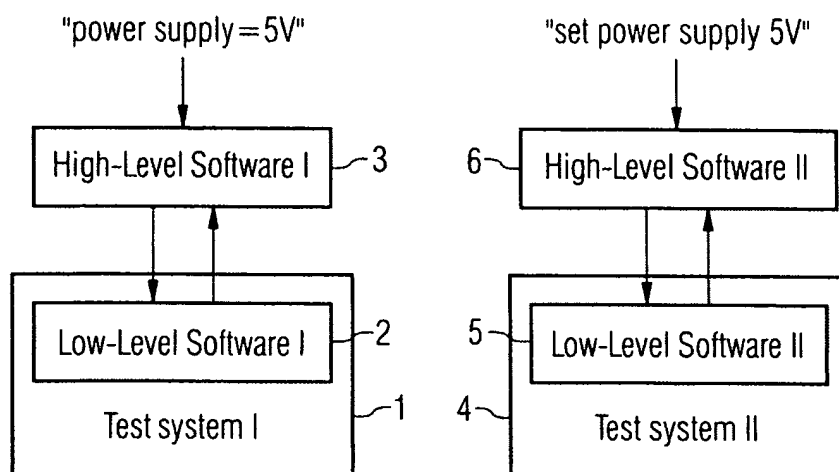 "power supply=5V"
"set power supply 5V"
High-Level Software I
3
6
High-Level Software II
Low-Level Software I
2
5
Low-Level Software II
Test system I
1
4
Test system II